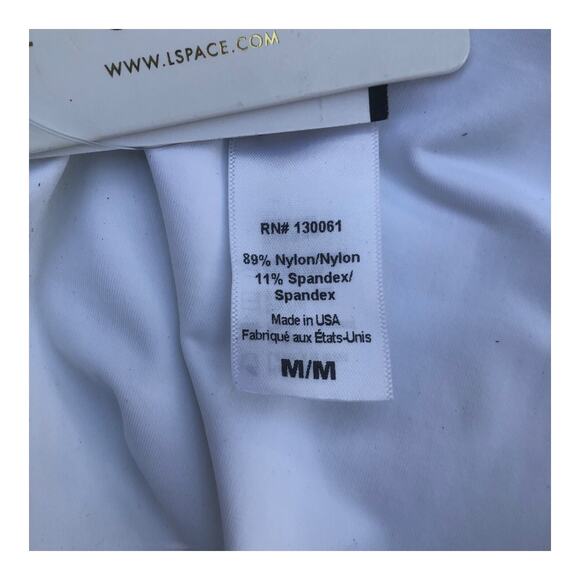 WWW.LSPACE.COM
RN# 130061
89% Nylon/Nylon
11% Spandex/
Spandex
Made in USA
Fabriqué aux États-Unis
M/M